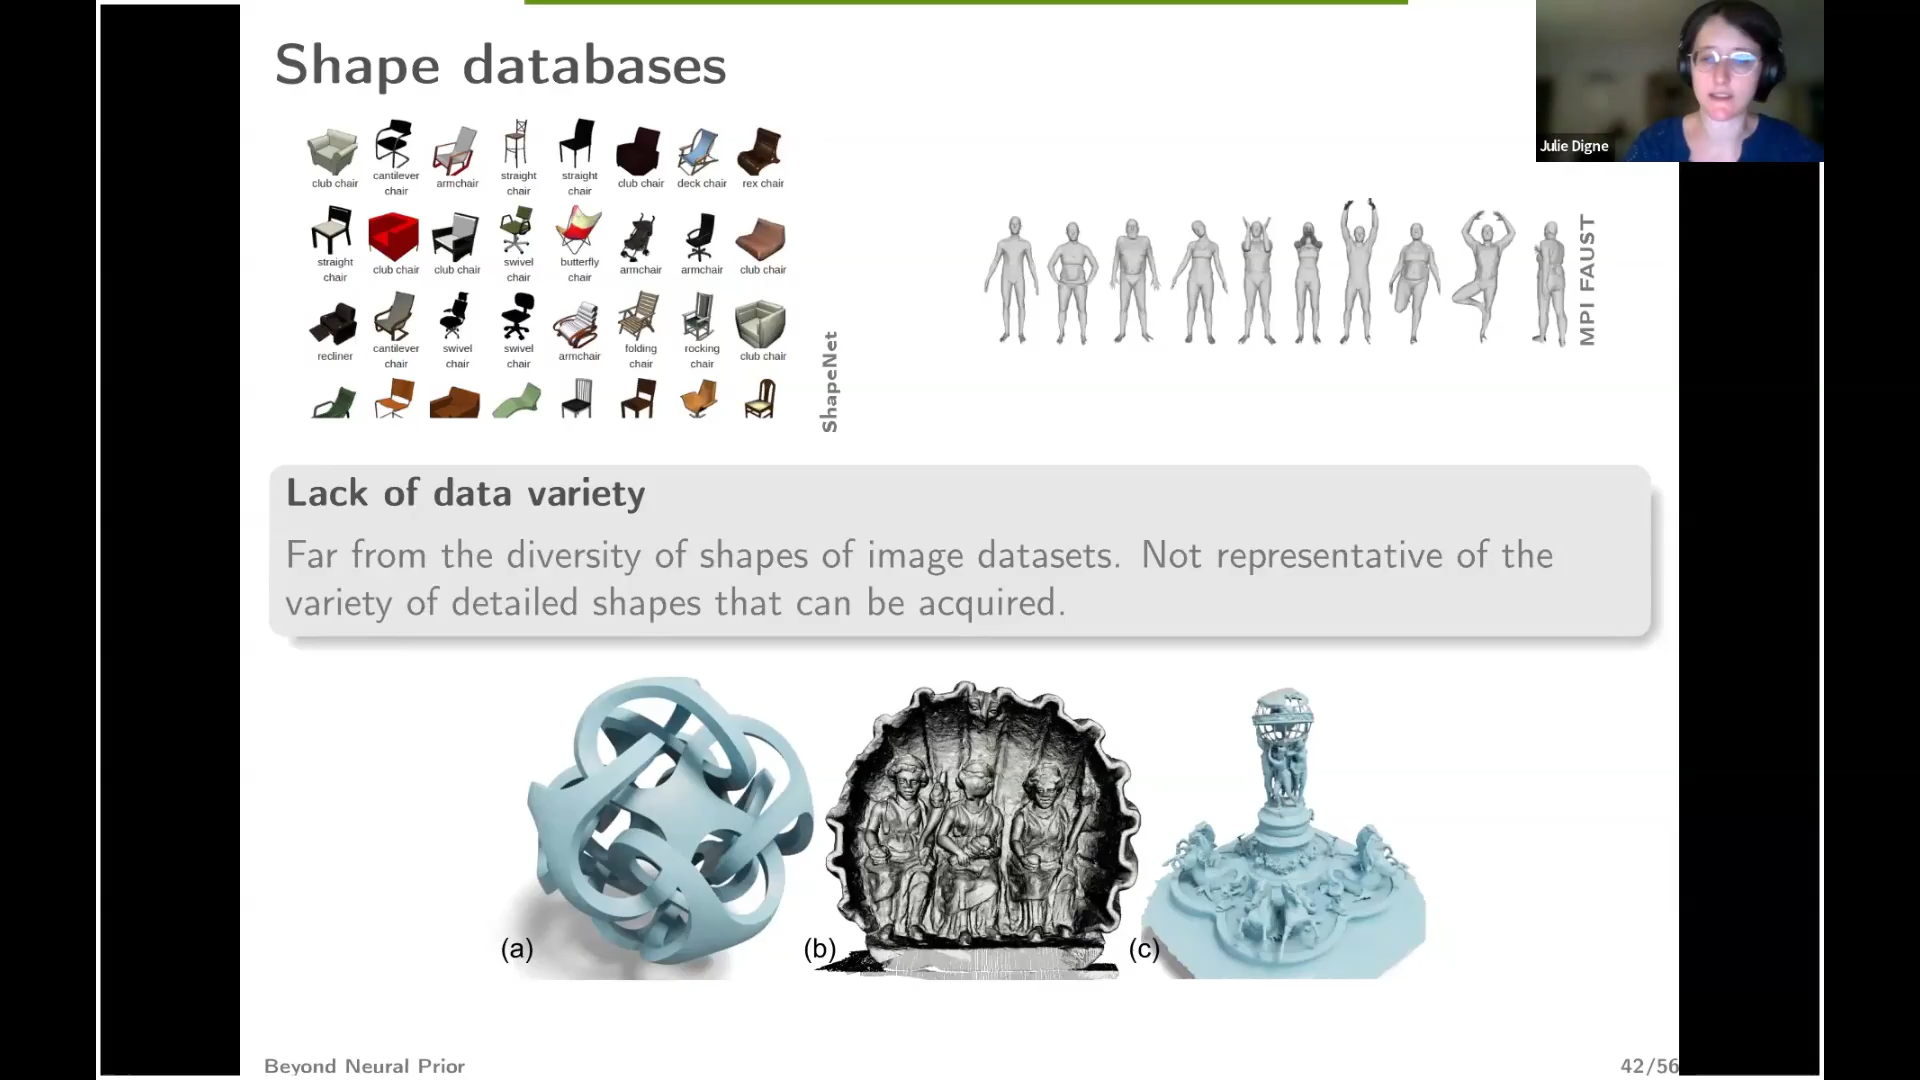 Shape databases
Julie Digne
club chair
cantilever
chair
armchair
straight
chair
straight
chair
club chair
deck chair
rex chair
straight
chair
club chair
club chair
swivel
chair
butterfly
chair
armchair
armchair
club chair
recliner
cantilever
chair
swivel
chair
swivel
chair
armchair
folding
chair
rocking
chair
club chair
ShapeNet
MPI FAUST
Lack of data variety
Far from the diversity of shapes of image datasets. Not representative of the
variety of detailed shapes that can be acquired.
(a)
(b)
(c)
Beyond Neural Prior
42/56